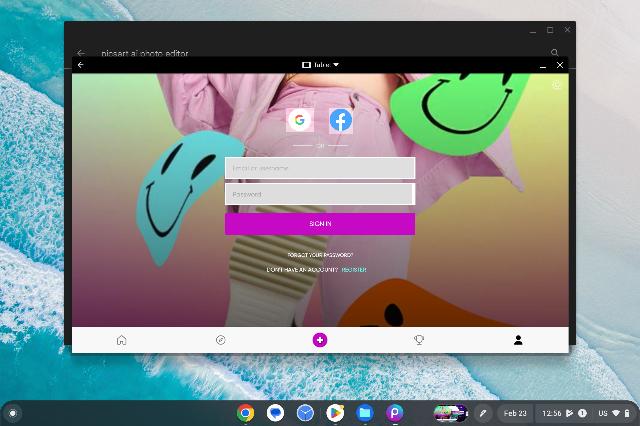 picsart ai photo editor
Tablet
OR
Email or username
Password
SIGN IN
FORGOT YOUR PASSWORD?
DON'T HAVE AN ACCOUNT? REGISTER
Feb 23
12:56
US